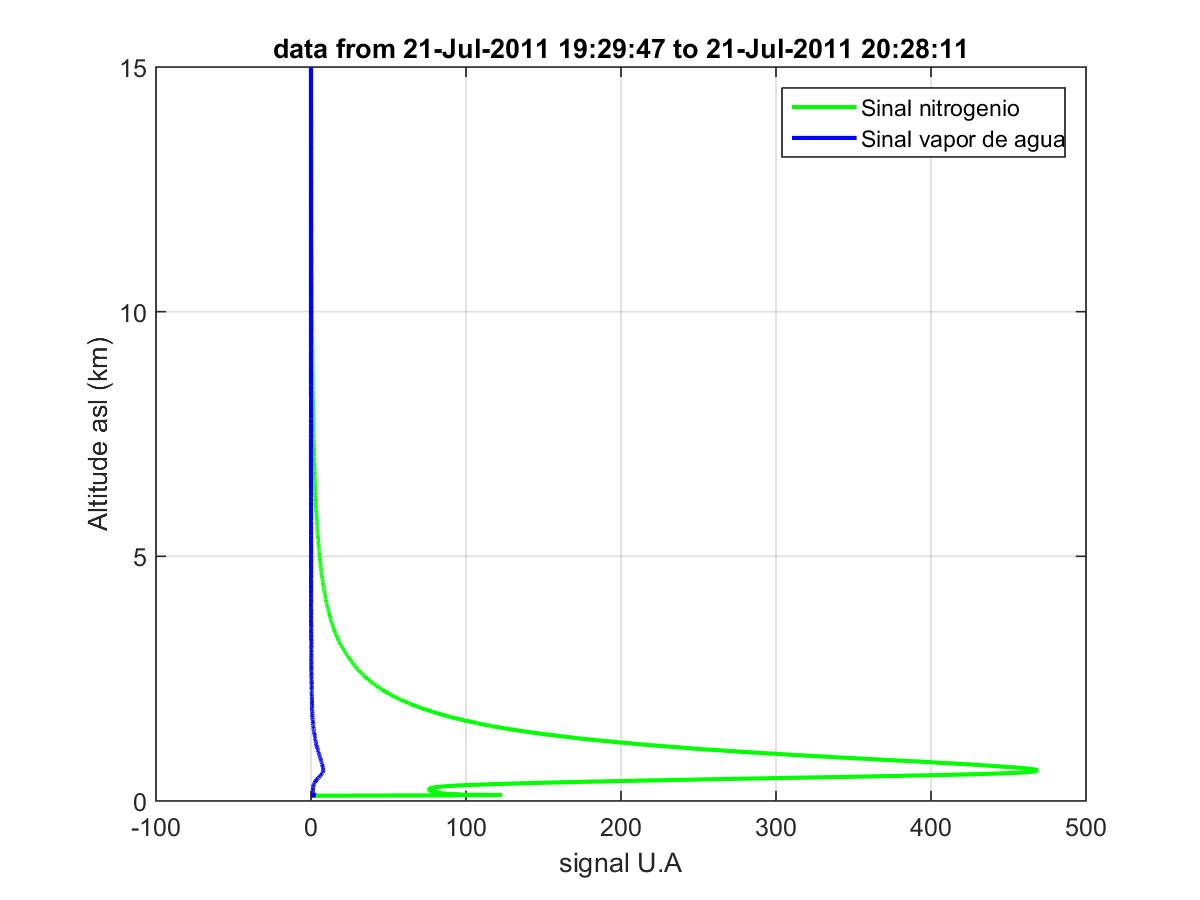 data from 21-Jul-2011 19:29:47 to 21-Jul-2011 20:28:11
Sinal nitrogenio
Sinal vapor de agua
15
10
5
0
Altitude asl (km)
-100 0 100 200 300 400 500
signal U.A